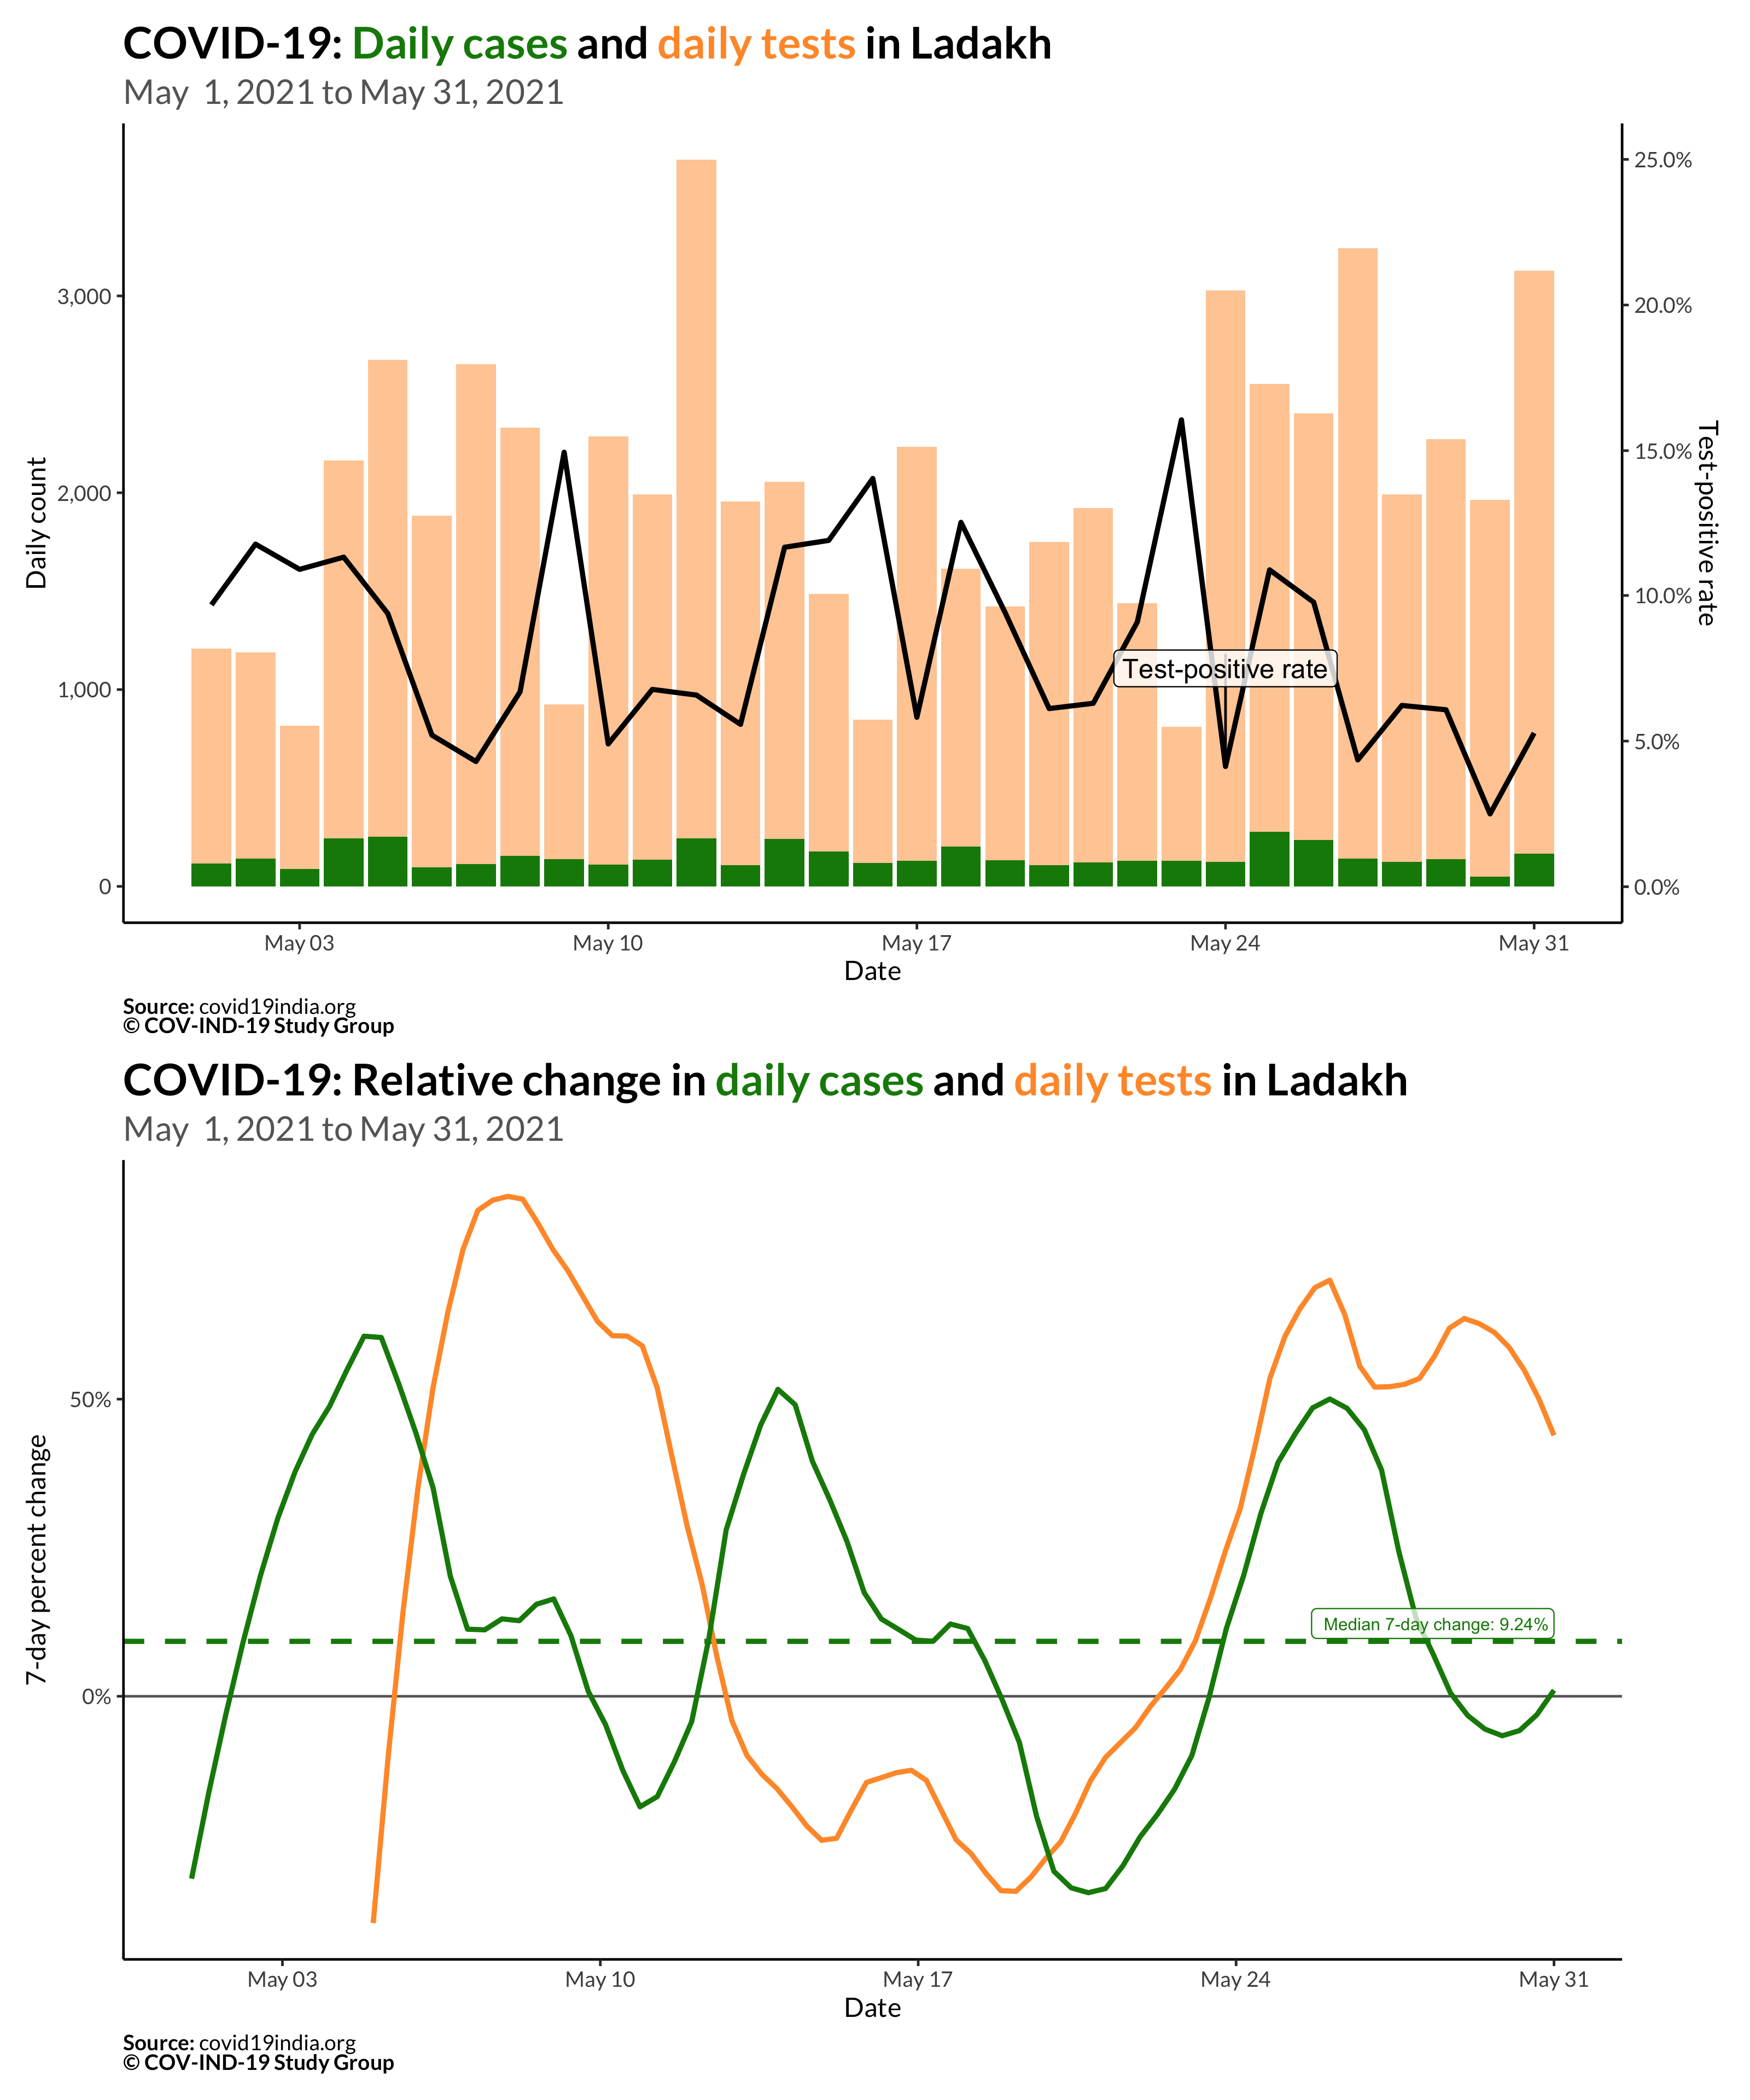 COVID-19: Daily cases and daily tests in Ladakh
May  1, 2021 to May 31, 2021
25.0%
20.0%
3,000
15.0%
2,000
10.0%
1,000
5.0%
0
0.0%
Daily count
Test-positive rate
Test-positive rate
May 03
May 10
May 17
May 24
May 31
Date
Source: covid19india.org
© COV-IND-19 Study Group
COVID-19: Relative change in daily cases and daily tests in Ladakh
May  1, 2021 to May 31, 2021
50%
0%
7-day percent change
Median 7-day change: 9.24%
May 03
May 10
May 17
May 24
May 31
Date
Source: covid19india.org
© COV-IND-19 Study Group